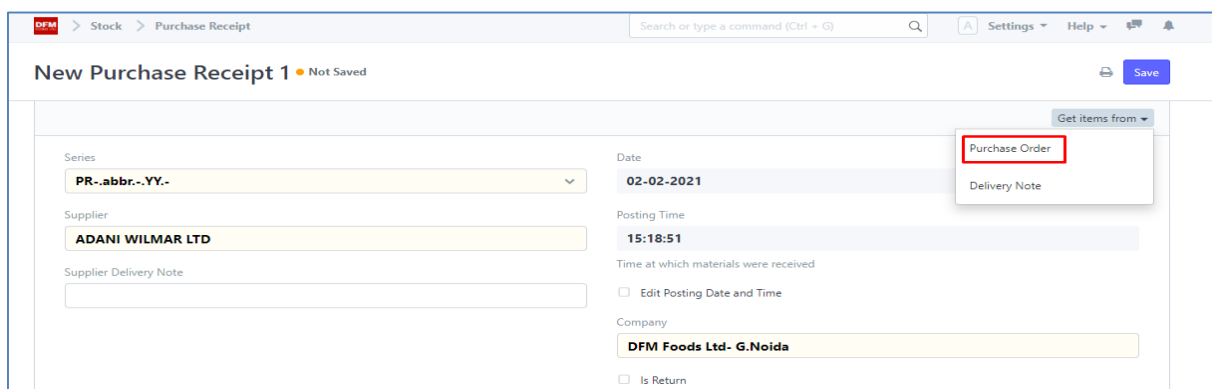 DFM > Stock > Purchase Receipt Search or type a command (Ctrl + G) A Settings Help
New Purchase Receipt 1 Not Saved Save
Get items from
Purchase Order
Delivery Note
Series
PR-.abbr.-.YY.-
Supplier
ADANI WILMAR LTD
Supplier Delivery Note
Date
02-02-2021
Posting Time
15:18:51
Time at which materials were received
Edit Posting Date and Time
Company
DFM Foods Ltd- G.Noida
Is Return